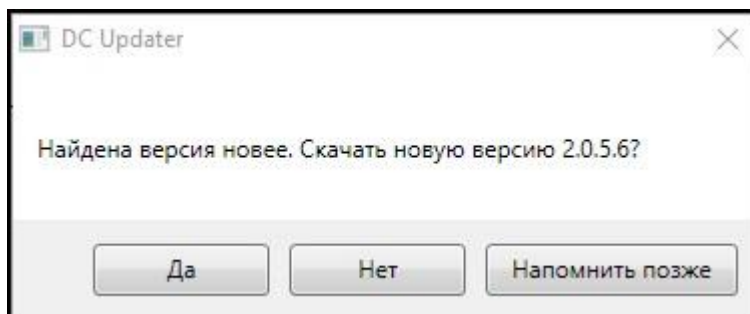 DC Updater
Найдена версия новее. Скачать новую версию 2.0.5.6?
Да Нет Напомнить позже